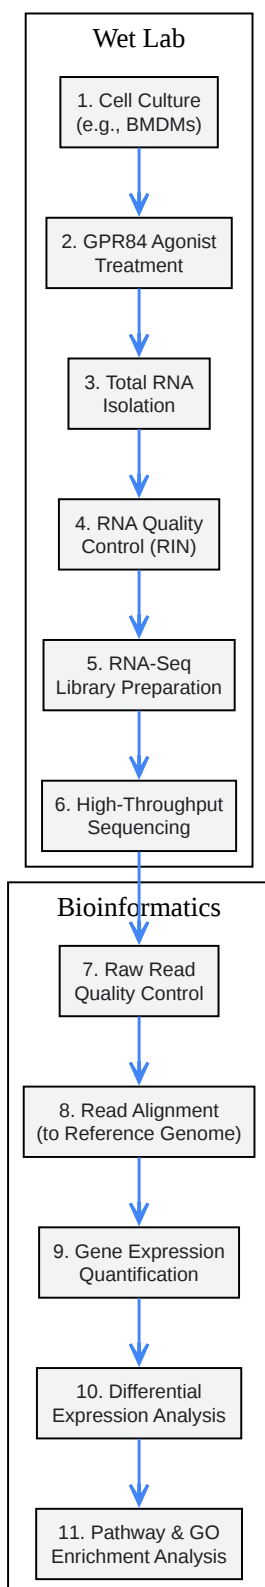 Wet Lab
1. Cell Culture
(e.g., BMDMs)
2. GPR84 Agonist
Treatment
3. Total RNA
Isolation
4. RNA Quality
Control (RIN)
5. RNA-Seq
Library Preparation
6. High-Throughput
Sequencing
Bioinformatics
7. Raw Read
Quality Control
8. Read Alignment
(to Reference Genome)
9. Gene Expression
Quantification
10. Differential
Expression Analysis
11. Pathway & GO
Enrichment Analysis